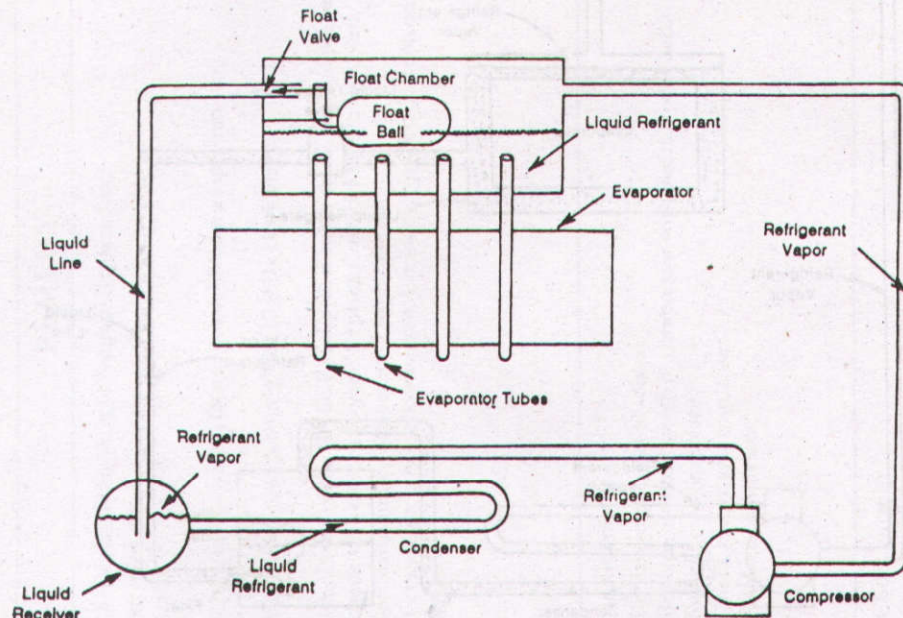 Float
Valve
Float Chamber
Float
Ball
Liquid Refrigerant
Evaporator
Liquid
Line
Refrigerant
Vapor
Evaporator Tubes
Refrigerant
Vapor
Refrigerant
Vapor
Condenser
Liquid
Refrigerant
Liquid
Receiver
Compressor